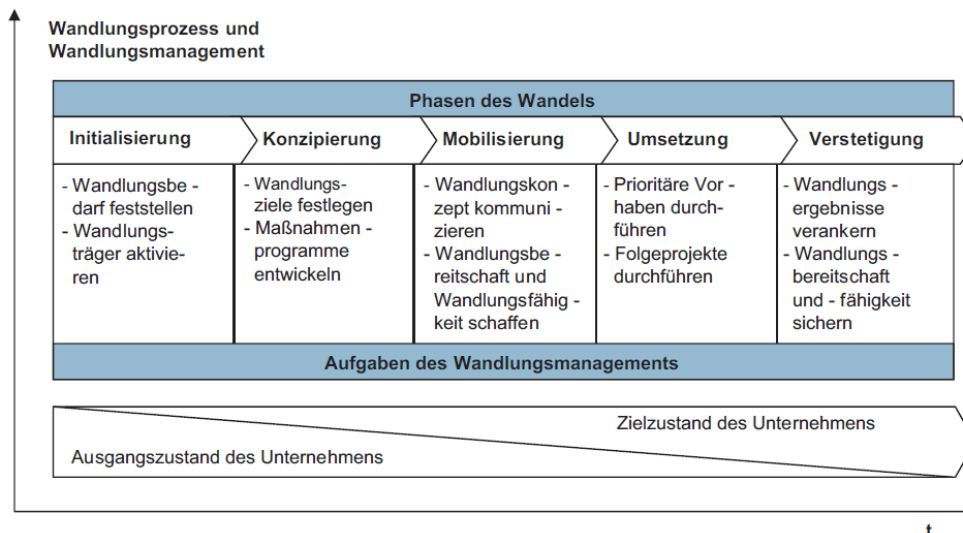 Wandlungsprozess und
Wandlungsmanagement
Phasen des Wandels
Initialisierung
Konzipierung
Mobilisierung
Umsetzung
Verstetigung
- Wandlungsbe -
darf feststellen
- Wandlungs-
träger aktivie-
ren
- Wandlungs-
ziele festlegen
- Maßnahmen -
programme
entwickeln
- Wandlungskon -
zept kommuni -
zieren
- Wandlungsbe -
reitschaft und
Wandlungsfähig -
keit schaffen
- Prioritäre Vor -
haben durch-
führen
- Folgeprojekte
durchführen
- Wandlungs -
ergebnisse
verankern
- Wandlungs -
bereitschaft
und - fähigkeit
sichern
Aufgaben des Wandlungsmanagements
Zielzustand des Unternehmens
Ausgangszustand des Unternehmens
t